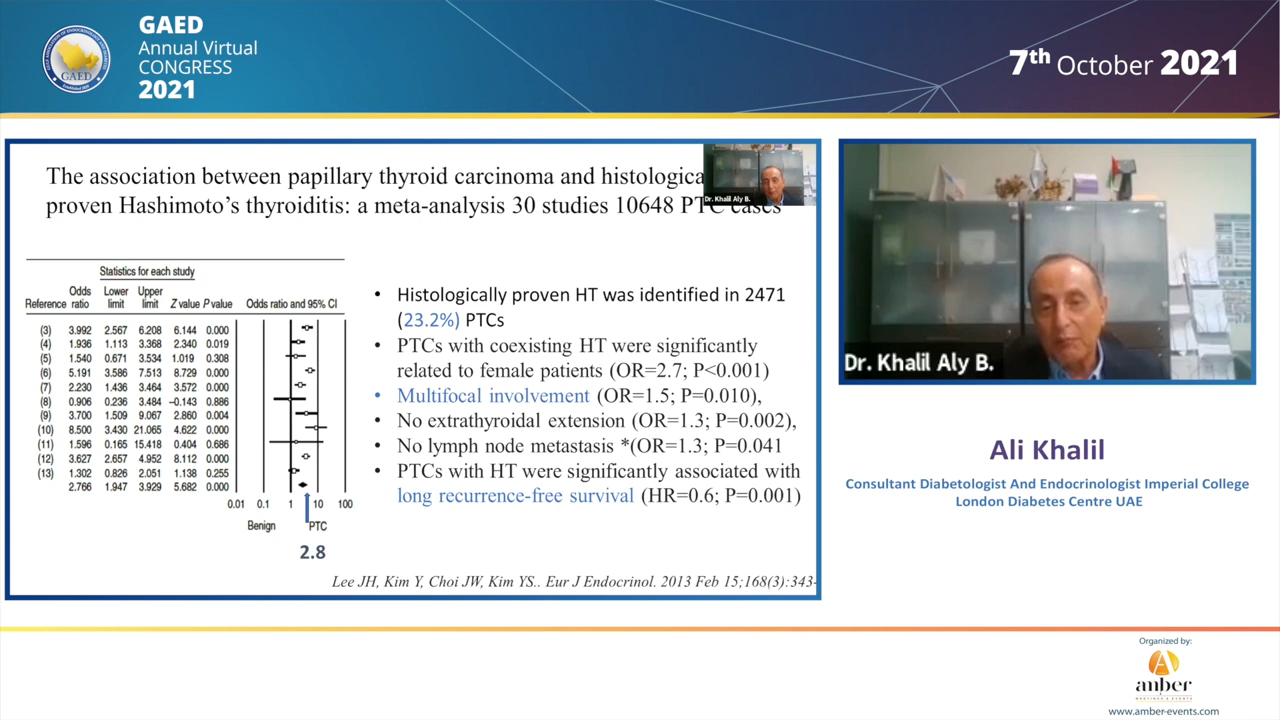 GAED
Annual Virtual
CONGRESS
2021
GAED
7th October 2021
The association between papillary thyroid carcinoma and
proven Hashimoto's thyroiditis: a meta-analysis 30 studies 10648 PTC cases
Dr. Khalil Aly B.
Statistics for each study
Odds Lower Upper
Reference ratio limit limit Z value P value Odds ratio and 95% CI
(3) 3.992 2.567 6.208 6.144 0.000
(4) 1.936 1.113 3.368 2.340 0.019
(5) 1.540 0.671 3.534 1.019 0.308
(6) 5.191 3.586 7.513 8.729 0.000
(7) 2.230 1.436 3.464 3.572 0.000
(8) 0.906 0.236 3.484 −0.143 0.886
(9) 3.700 1.509 9.067 2.860 0.004
(10) 8.500 3.430 21.065 4.622 0.000
(11) 1.596 0.165 15.418 0.404 0.686
(12) 3.627 2.657 4.952 8.112 0.000
(13) 1.302 0.826 2.051 1.138 0.255
2.766 1.947 3.929 5.682 0.000
0.01 0.1 1 10 100
Benign PTC
2.8
• Histologically proven HT was identified in 2471
(23.2%) PTCs
• PTCs with coexisting HT were significantly
related to female patients (OR=2.7; P<0.001)
• Multifocal involvement (OR=1.5; P=0.010),
• No extrathyroidal extension (OR=1.3; P=0.002),
• No lymph node metastasis *(OR=1.3; P=0.041
• PTCs with HT were significantly associated with
long recurrence-free survival (HR=0.6; P=0.001)
Lee JH, Kim Y, Choi JW, Kim YS.. Eur J Endocrinol. 2013 Feb 15;168(3):343-
Dr. Khalil Aly B.
Ali Khalil
Consultant Diabetologist And Endocrinologist Imperial College
London Diabetes Centre UAE
Organized by:
amber
www.amber-events.com